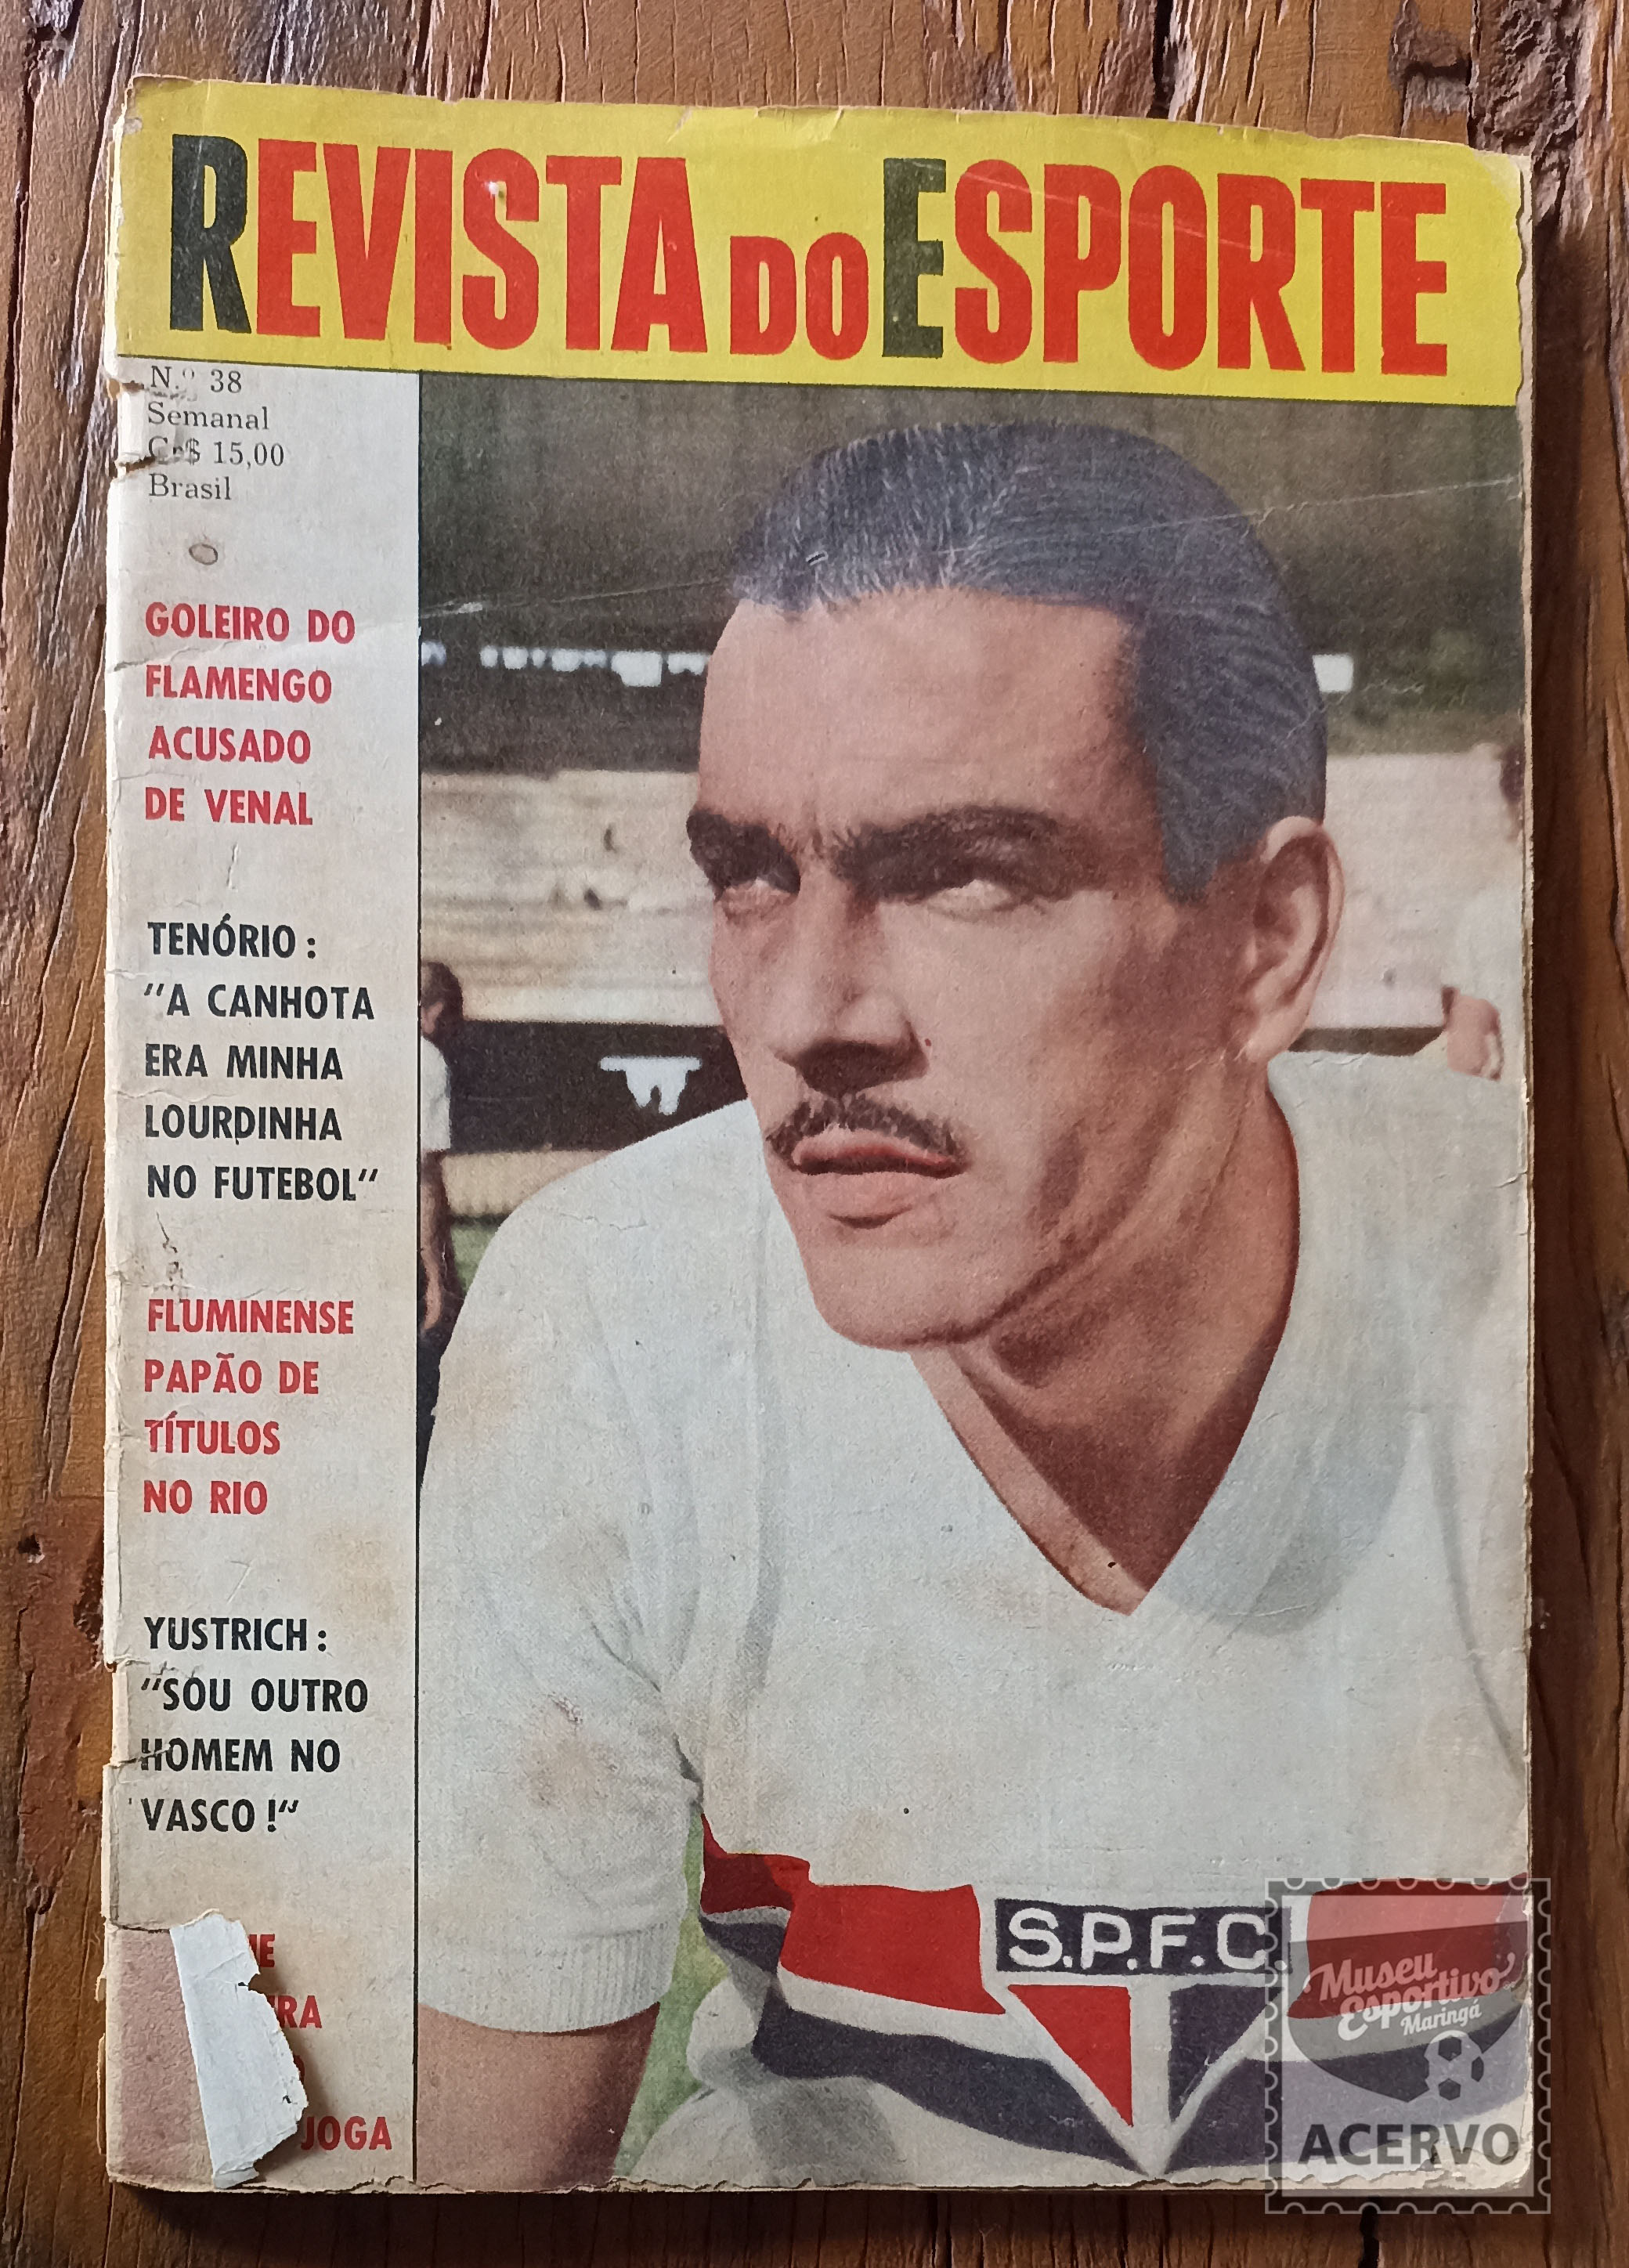 REVISTA DO ESPORTE
N.º 38
Semanal
Cr$ 15,00
Brasil
GOLEIRO DO
FLAMENGO
ACUSADO
DE VENAL
TENÓRIO:
"A CANHOTA
ERA MINHA
LOURDINHA
NO FUTEBOL"
FLUMINENSE
PAPÃO DE
TÍTULOS
NO RIO
YUSTRICH:
"SOU OUTRO
HOMEM NO
VASCO!"
JOGA
S.P.F.C.
Museu
Esportivo
Maringá
ACERVO